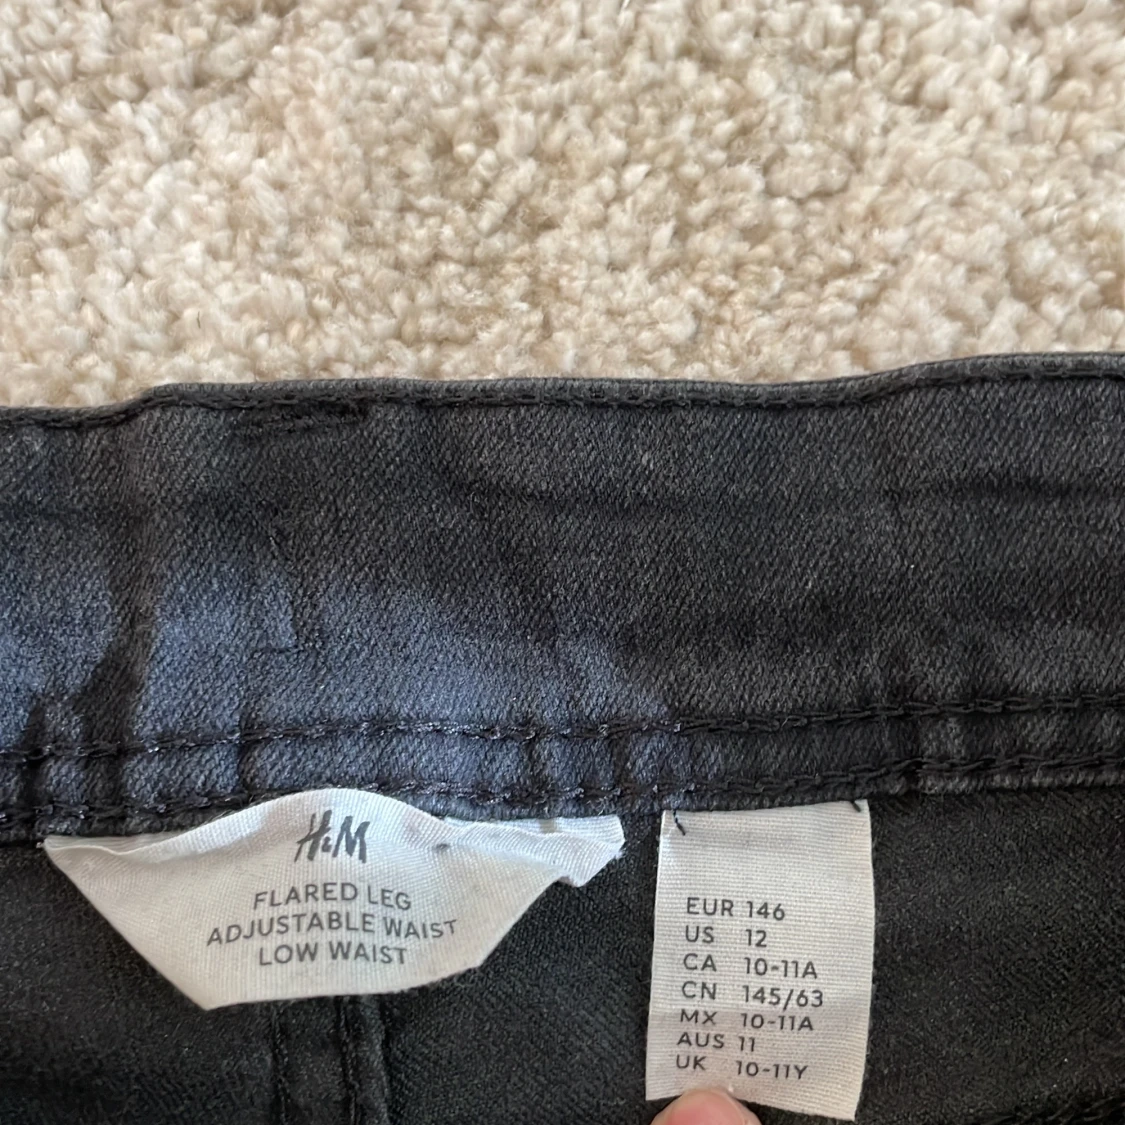 H&M
FLARED LEG
ADJUSTABLE WAIST
LOW WAIST
EUR 146
US 12
CA 10-11A
CN 145/63
MX 10-11A
AUS 11
UK 10-11Y